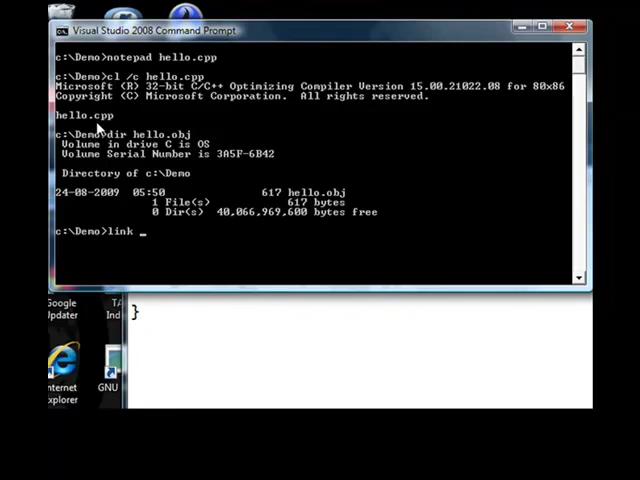 Visual Studio 2008 Command Prompt
c:\Demo>notepad hello.cpp
c:\Demo>cl /c hello.cpp
Microsoft (R) 32-bit C/C++ Optimizing Compiler Version 15.00.21022.08 for 80x86
Copyright (C) Microsoft Corporation.  All rights reserved.
hello.cpp
c:\Demo>dir hello.obj
Volume in drive C is OS
Volume Serial Number is 3A5F-6B42
Directory of c:\Demo
24-08-2009  05:50                617 hello.obj
1 File(s)            617 bytes
0 Dir(s)  40,066,969,600 bytes free
c:\Demo>link _
}
Google
Updater
TA
Ind
Internet
Explorer
GNU